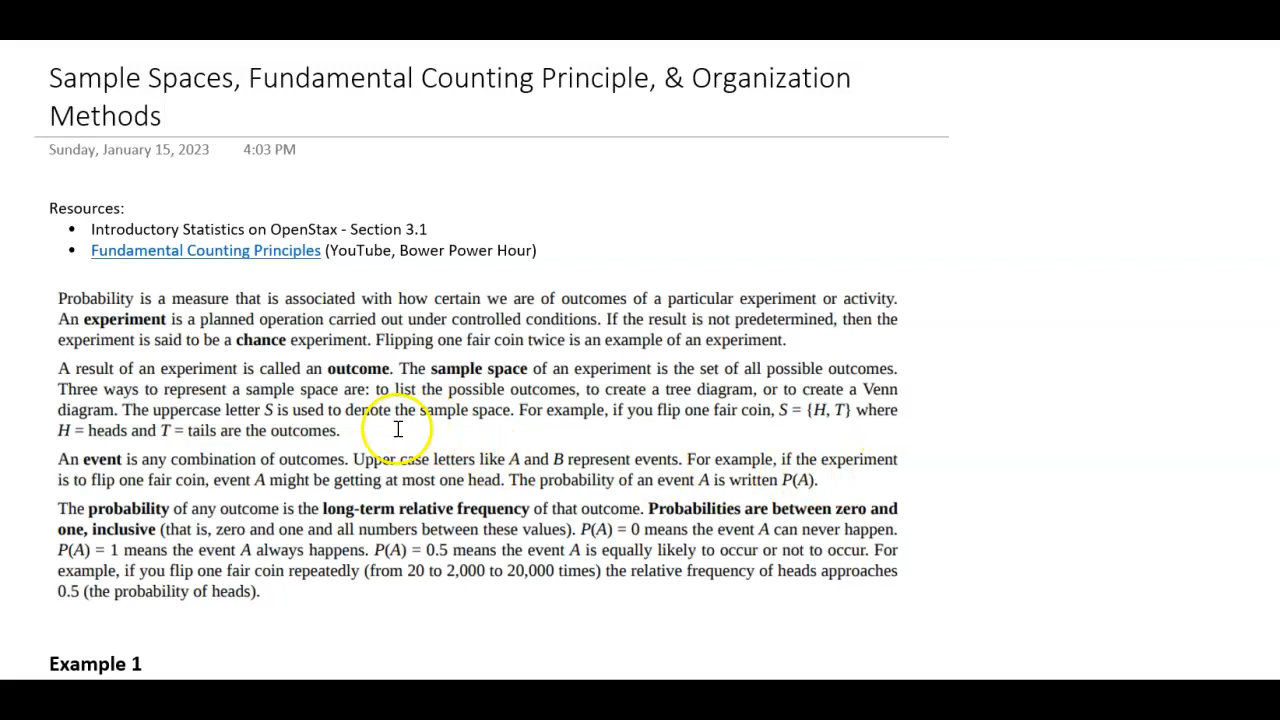 Sample Spaces, Fundamental Counting Principle, & Organization
Methods
Sunday, January 15, 2023 4:03 PM
Resources:
• Introductory Statistics on OpenStax - Section 3.1
• Fundamental Counting Principles (YouTube, Bower Power Hour)
Probability is a measure that is associated with how certain we are of outcomes of a particular experiment or activity.
An experiment is a planned operation carried out under controlled conditions. If the result is not predetermined, then the
experiment is said to be a chance experiment. Flipping one fair coin twice is an example of an experiment.
A result of an experiment is called an outcome. The sample space of an experiment is the set of all possible outcomes.
Three ways to represent a sample space are: to list the possible outcomes, to create a tree diagram, or to create a Venn
diagram. The uppercase letter S is used to denote the sample space. For example, if you flip one fair coin, S = {H, T} where
H = heads and T = tails are the outcomes.
An event is any combination of outcomes. Upper case letters like A and B represent events. For example, if the experiment
is to flip one fair coin, event A might be getting at most one head. The probability of an event A is written P(A).
The probability of any outcome is the long-term relative frequency of that outcome. Probabilities are between zero and
one, inclusive (that is, zero and one and all numbers between these values). P(A) = 0 means the event A can never happen.
P(A) = 1 means the event A always happens. P(A) = 0.5 means the event A is equally likely to occur or not to occur. For
example, if you flip one fair coin repeatedly (from 20 to 2,000 to 20,000 times) the relative frequency of heads approaches
0.5 (the probability of heads).
Example 1